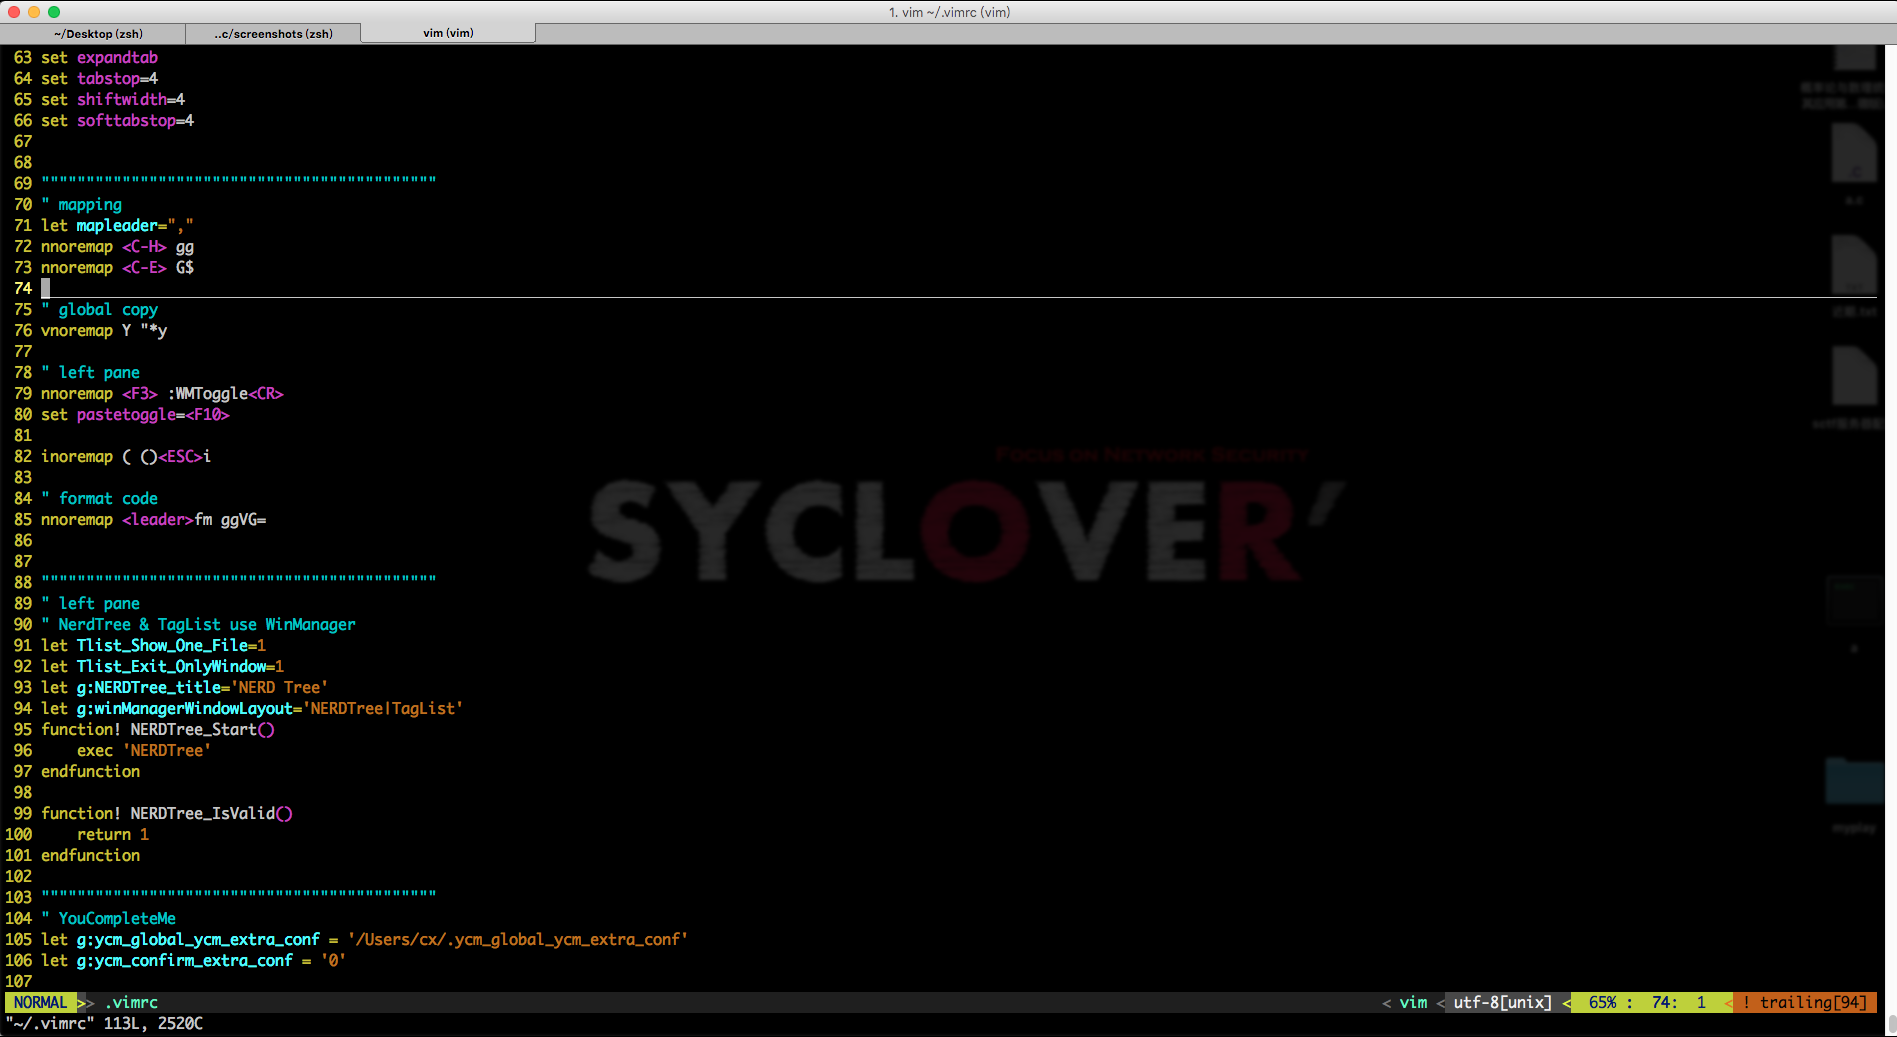 1. vim ~/.vimrc (vim)
~/Desktop (zsh)
..c/screenshots (zsh)
vim (vim)
63 set expandtab
64 set tabstop=4
65 set shiftwidth=4
66 set softtabstop=4
67
68
69 """"""""""""""""""""""""""""""""""""""""""""
70 " mapping
71 let mapleader=","
72 nnoremap <C-H> gg
73 nnoremap <C-E> G$
74
75 " global copy
76 vnoremap Y "*y
77
78 " left pane
79 nnoremap <F3> :WMToggle<CR>
80 set pastetoggle=<F10>
81
82 inoremap ( ()<ESC>i
83
84 " format code
85 nnoremap <leader>fm ggVG=
86
87
88 """"""""""""""""""""""""""""""""""""""""""""
89 " left pane
90 " NerdTree & TagList use WinManager
91 let Tlist_Show_One_File=1
92 let Tlist_Exit_OnlyWindow=1
93 let g:NERDTree_title='NERD Tree'
94 let g:winManagerWindowLayout='NERDTree|TagList'
95 function! NERDTree_Start()
96     exec 'NERDTree'
97 endfunction
98
99 function! NERDTree_IsValid()
100     return 1
101 endfunction
102
103 """"""""""""""""""""""""""""""""""""""""""""
104 " YouCompleteMe
105 let g:ycm_global_ycm_extra_conf = '/Users/cx/.ycm_global_ycm_extra_conf'
106 let g:ycm_confirm_extra_conf = '0'
107
NORMAL >> .vimrc < vim < utf-8[unix] < 65% : 74: 1 < ! trailing[94]
"~/.vimrc" 113L, 2520C
FOCUS ON NETWORK SECURITY
SYCLOVER'
myplay